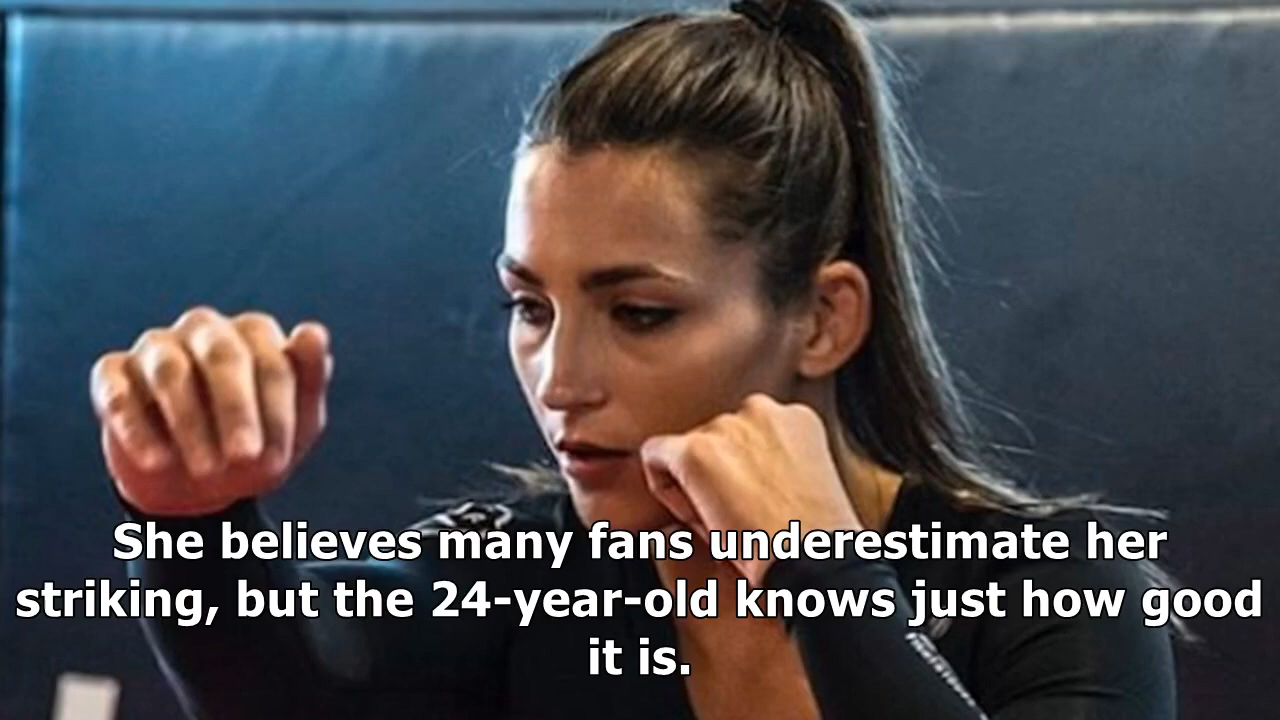 She believes many fans underestimate her
striking, but the 24-year-old knows just how good
it is.